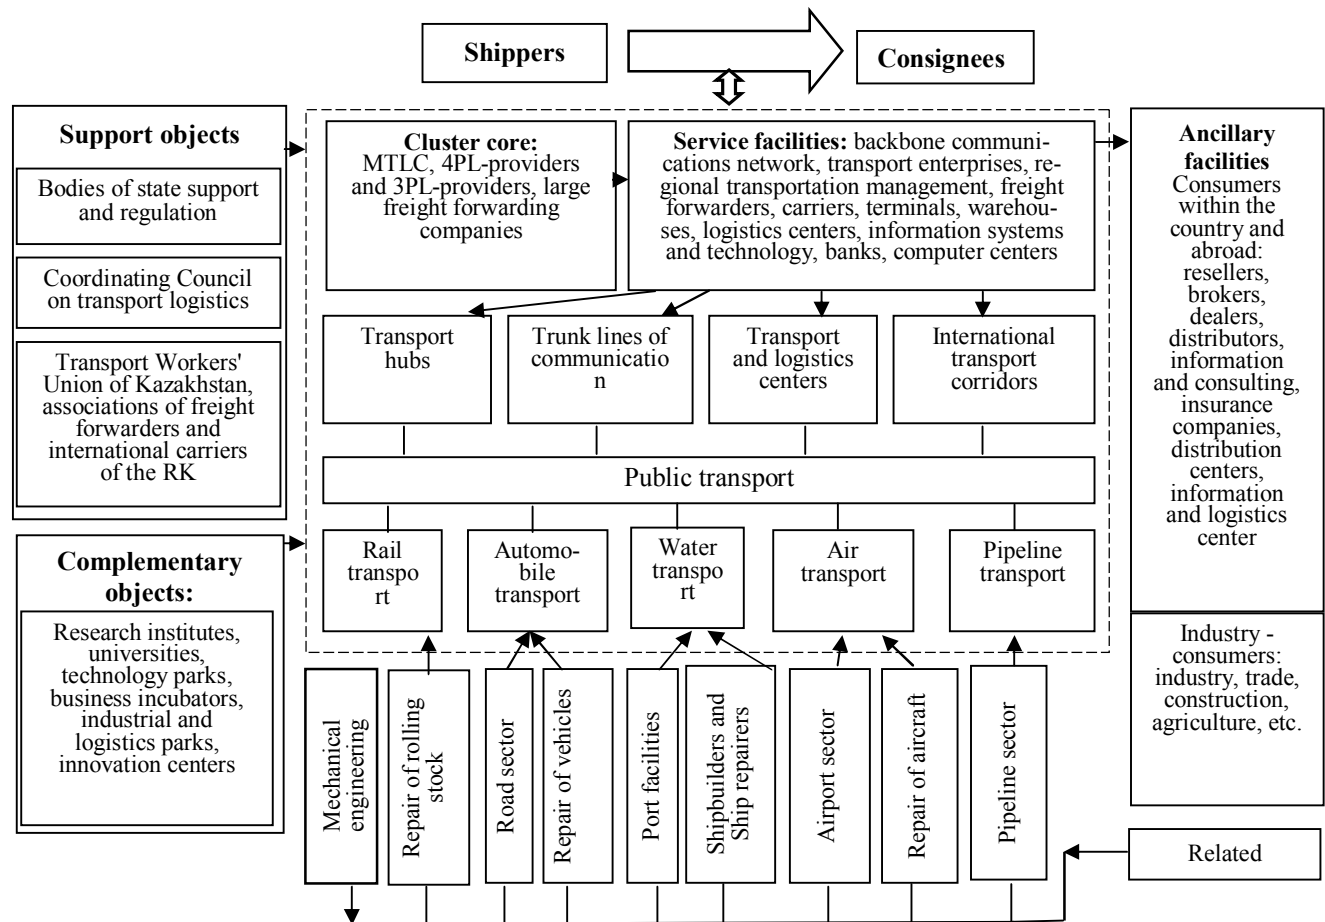 Shippers
Consignees
Support objects
Bodies of state support
and regulation
Coordinating Council
on transport logistics
Transport Workers'
Union of Kazakhstan,
associations of freight
forwarders and
international carriers
of the RK
Complementary
objects:
Research institutes,
universities,
technology parks,
business incubators,
industrial and
logistics parks,
innovation centers
Cluster core:
MTLC, 4PL-providers
and 3PL-providers, large
freight forwarding
companies
Service facilities: backbone communi-
cations network, transport enterprises, re-
gional transportation management, freight
forwarders, carriers, terminals, warehou-
ses, logistics centers, information systems
and technology, banks, computer centers
Transport
hubs
Trunk lines of
communicatio
n
Transport
and logistics
centers
International
transport
corridors
Public transport
Rail
transpo
rt
Automo-
bile
transport
Water
transpo
rt
Air
transport
Pipeline
transport
Mechanical
engineering
Repair of rolling
stock
Road sector
Repair of vehicles
Port facilities
Shipbuilders and
Ship repairers
Airport sector
Repair of aircraft
Pipeline sector
Ancillary
facilities
Consumers
within the
country and
abroad:
resellers,
brokers,
dealers,
distributors,
information
and consulting,
insurance
companies,
distribution
centers,
information
and logistics
center
Industry -
consumers:
industry, trade,
construction,
agriculture, etc.
Related